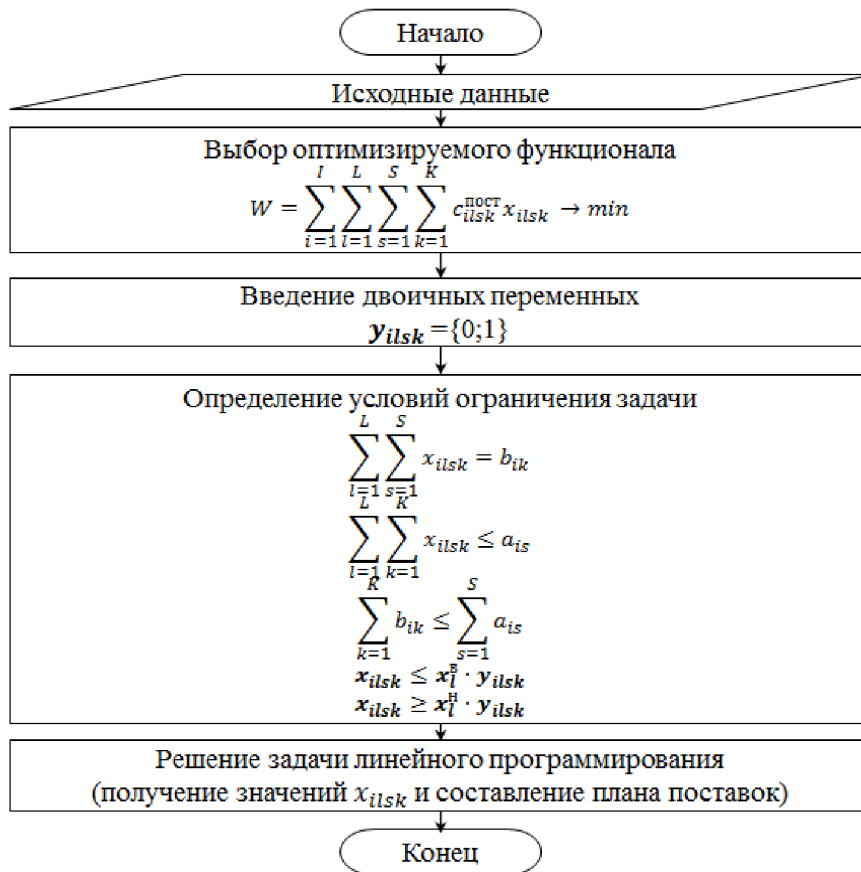 Начало
Исходные данные
Выбор оптимизируемого функционала
W = ∑_{i=1}^{I} ∑_{l=1}^{L} ∑_{s=1}^{S} ∑_{k=1}^{K} c_{ilsk}^{пост} x_{ilsk} → min
Введение двоичных переменных
y_{ilsk} = {0;1}
Определение условий ограничения задачи
∑_{l=1}^{L} ∑_{s=1}^{S} x_{ilsk} = b_{ik}
∑_{l=1}^{L} ∑_{k=1}^{K} x_{ilsk} ≤ a_{is}
∑_{k=1}^{K} b_{ik} ≤ ∑_{s=1}^{S} a_{is}
x_{ilsk} ≤ x_l^в · y_{ilsk}
x_{ilsk} ≥ x_l^н · y_{ilsk}
Решение задачи линейного программирования
(получение значений x_{ilsk} и составление плана поставок)
Конец